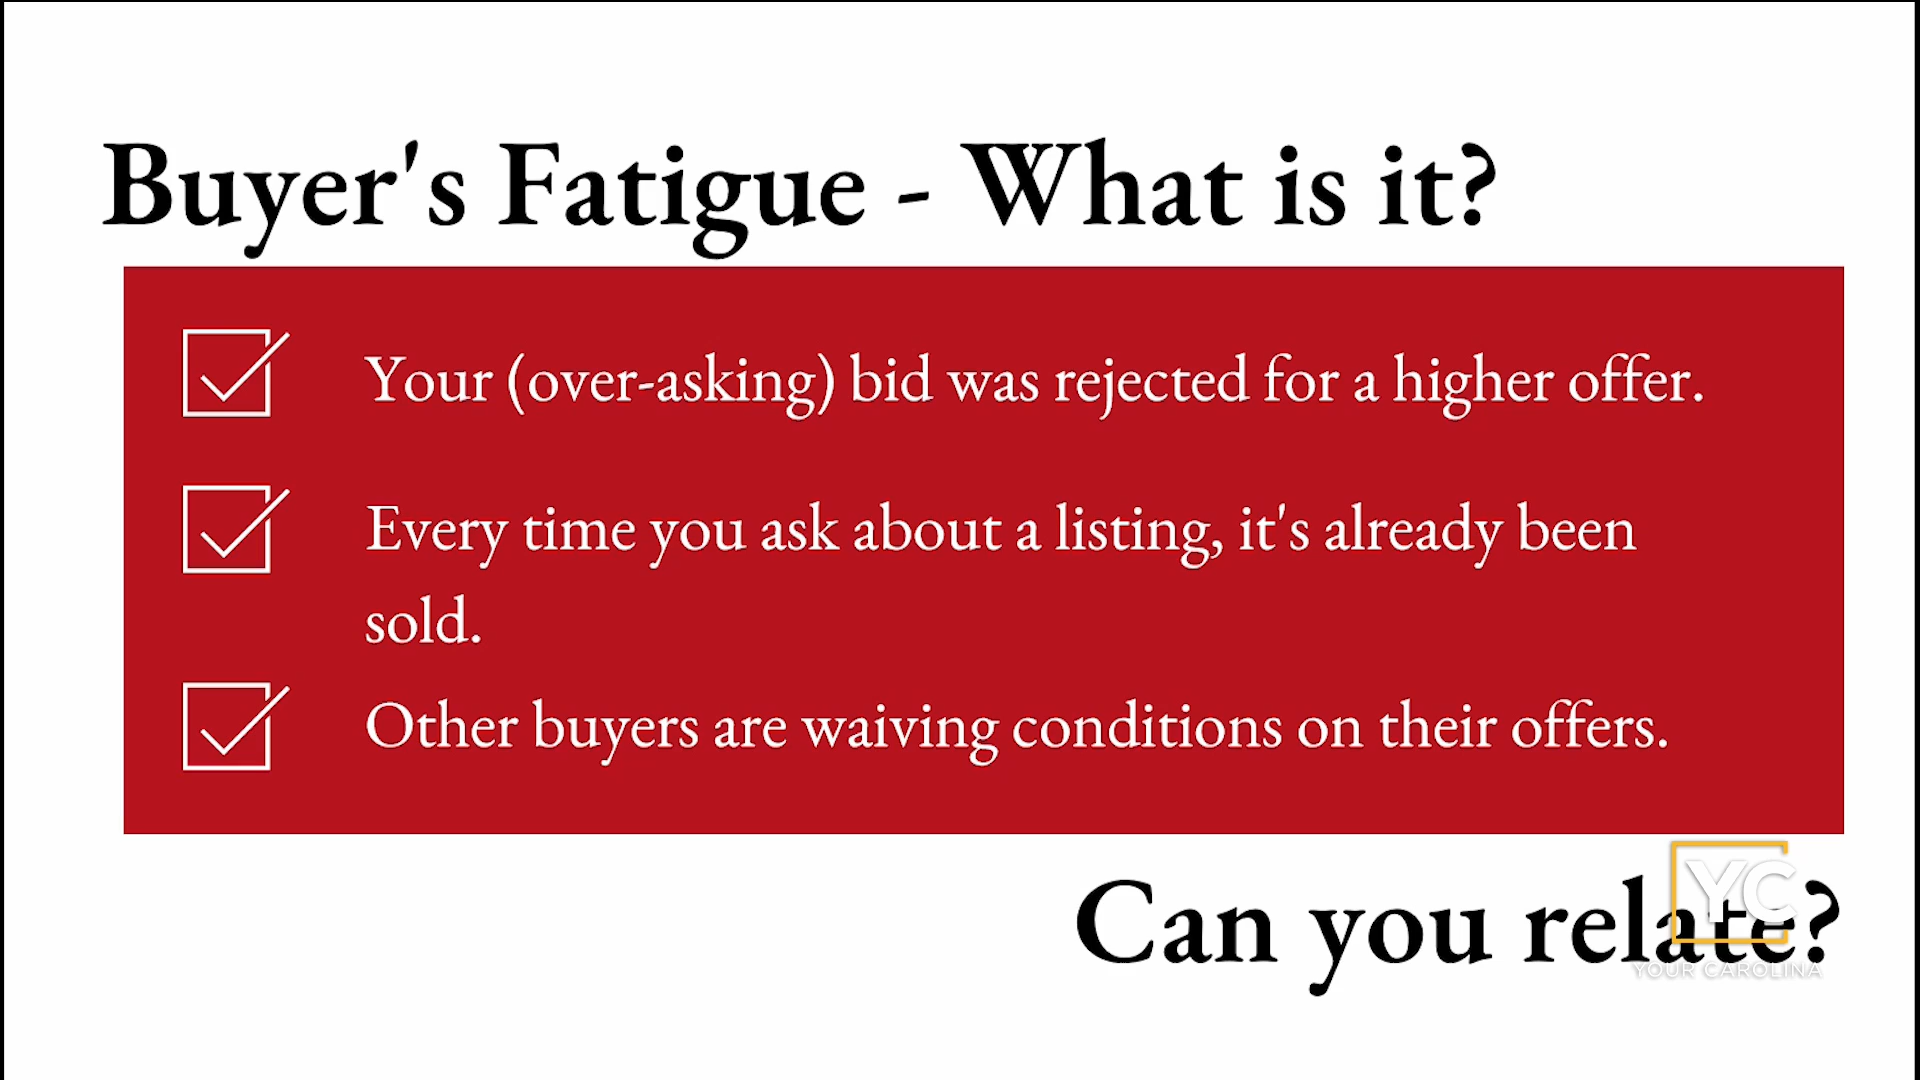 Buyer's Fatigue - What is it?
Your (over-asking) bid was rejected for a higher offer.
Every time you ask about a listing, it's already been
sold.
Other buyers are waiving conditions on their offers.
Can you relate?
YC
YOUR CAROLINA